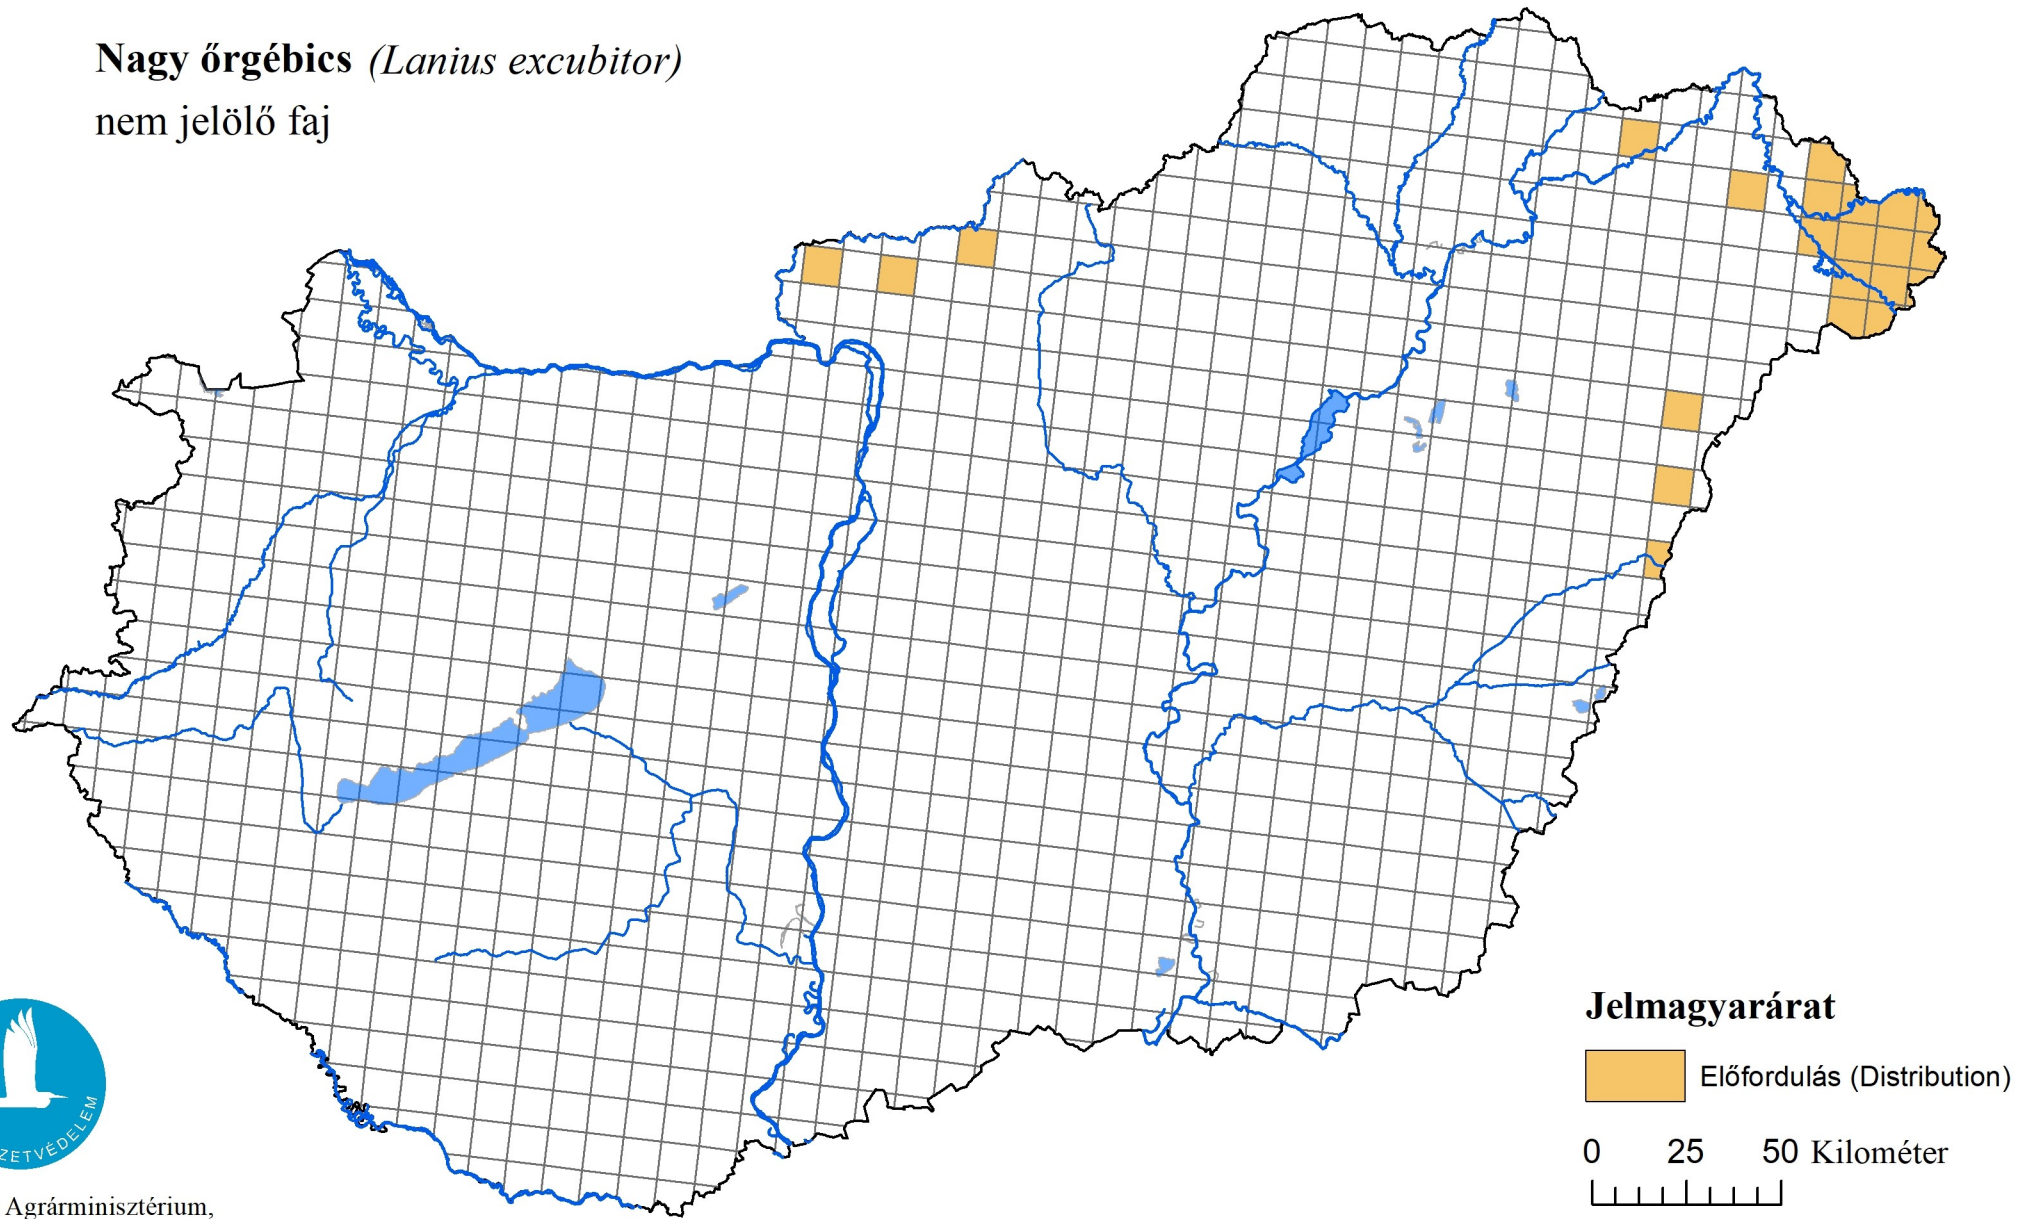 Nagy őrgébics (Lanius excubitor)
nem jelölő faj
Jelmagyarárat
Előfordulás (Distribution)
0 25 50 Kilométer
ZETVÉDELEM
Agrárminisztérium,